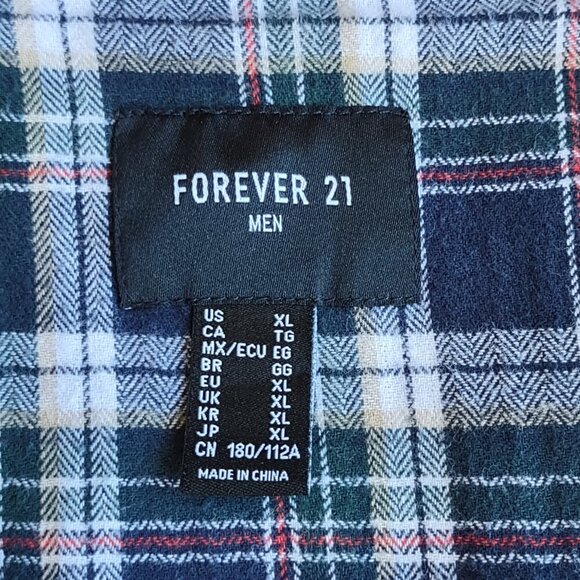 FOREVER 21
MEN
US XL
CA TG
MX/ECU EG
BR GG
EU XL
UK XL
KR XL
JP XL
CN 180/112A
MADE IN CHINA